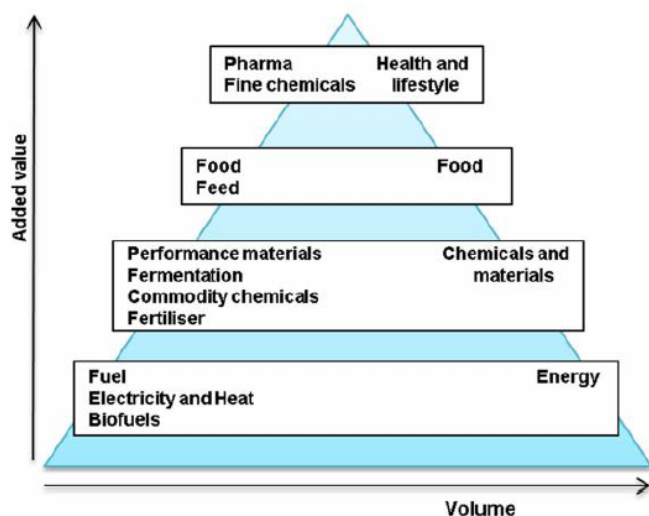 Added value
Pharma Health and
Fine chemicals lifestyle
Food Food
Feed
Performance materials Chemicals and
Fermentation materials
Commodity chemicals
Fertiliser
Fuel Energy
Electricity and Heat
Biofuels
Volume